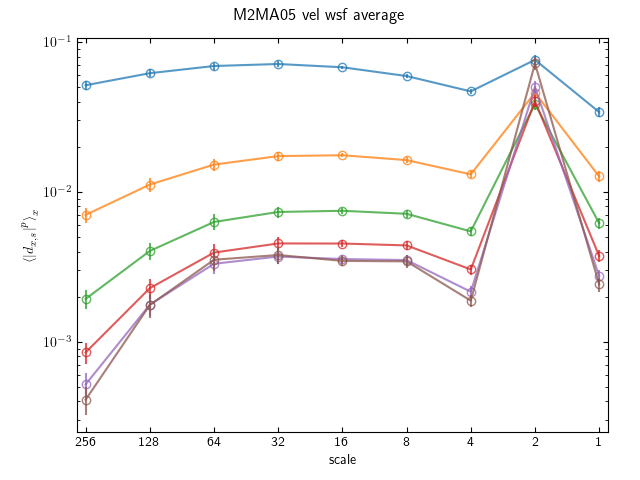 M2MA05 vel wsf average
10⁻¹
10⁻²
10⁻³
⟨|d_{x,s}|^p⟩_x
256 128 64 32 16 8 4 2 1
scale